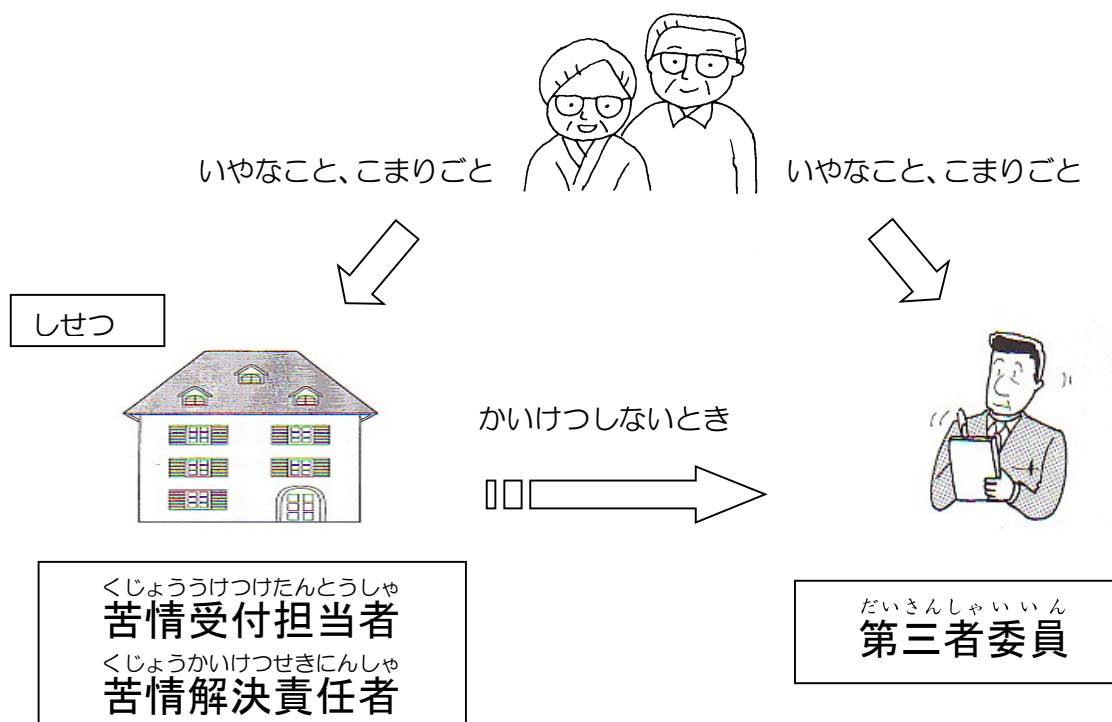 いやなこと、こまりごと
いやなこと、こまりごと
しせつ
かいけつしないとき
くじょううけつけたんとうしゃ
苦情受付担当者
くじょうかいけつせきにんしゃ
苦情解決責任者
だいさんしゃいいん
第三者委員